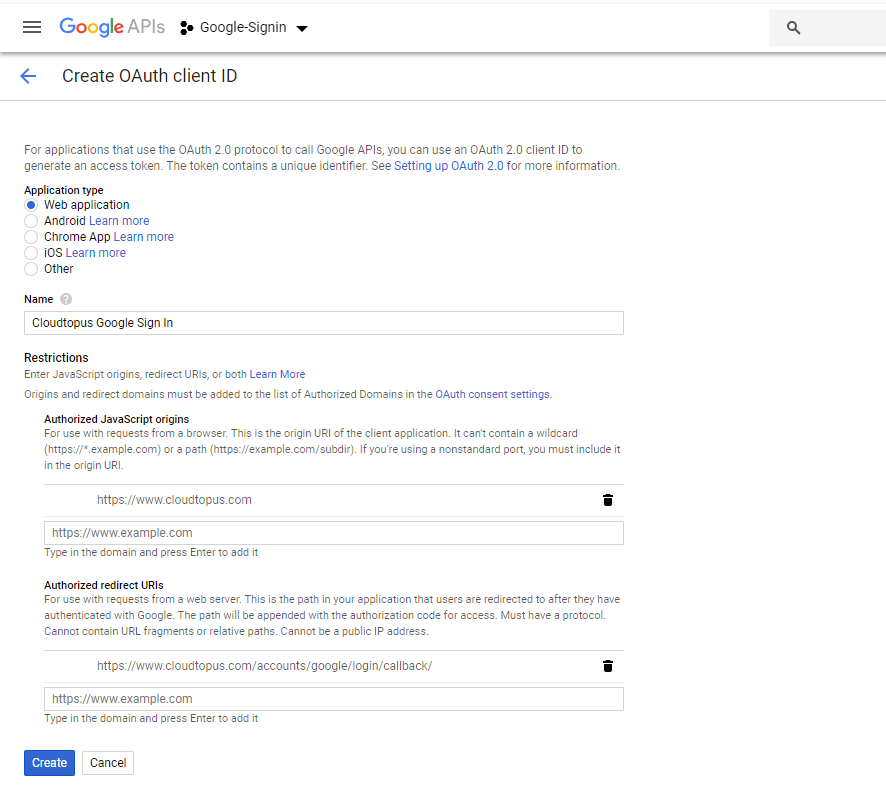 Google APIs Google-Signin
Create OAuth client ID
For applications that use the OAuth 2.0 protocol to call Google APIs, you can use an OAuth 2.0 client ID to
generate an access token. The token contains a unique identifier. See Setting up OAuth 2.0 for more information.
Application type
Web application
Android Learn more
Chrome App Learn more
iOS Learn more
Other
Name ?
Cloudtopus Google Sign In
Restrictions
Enter JavaScript origins, redirect URIs, or both Learn More
Origins and redirect domains must be added to the list of Authorized Domains in the OAuth consent settings.
Authorized JavaScript origins
For use with requests from a browser. This is the origin URI of the client application. It can't contain a wildcard
(https://*.example.com) or a path (https://example.com/subdir). If you're using a nonstandard port, you must include it
in the origin URI.
https://www.cloudtopus.com
https://www.example.com
Type in the domain and press Enter to add it
Authorized redirect URIs
For use with requests from a web server. This is the path in your application that users are redirected to after they have
authenticated with Google. The path will be appended with the authorization code for access. Must have a protocol.
Cannot contain URL fragments or relative paths. Cannot be a public IP address.
https://www.cloudtopus.com/accounts/google/login/callback/
https://www.example.com
Type in the domain and press Enter to add it
Create Cancel